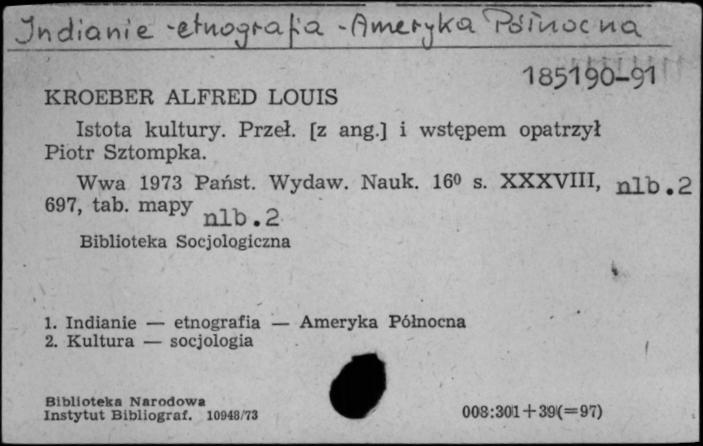 Indianie - etnografia - Ameryka Północna
185190-91
KROEBER ALFRED LOUIS
Istota kultury. Przeł. [z ang.] i wstępem opatrzył
Piotr Sztompka.
Wwa 1973 Państ. Wydaw. Nauk. 16⁰ s. XXXVIII, nlb.2
697, tab. mapy nlb.2
Biblioteka Socjologiczna
1. Indianie — etnografia — Ameryka Północna
2. Kultura — socjologia
Biblioteka Narodowa
Instytut Bibliograf. 10948/73
008:301+39(=97)